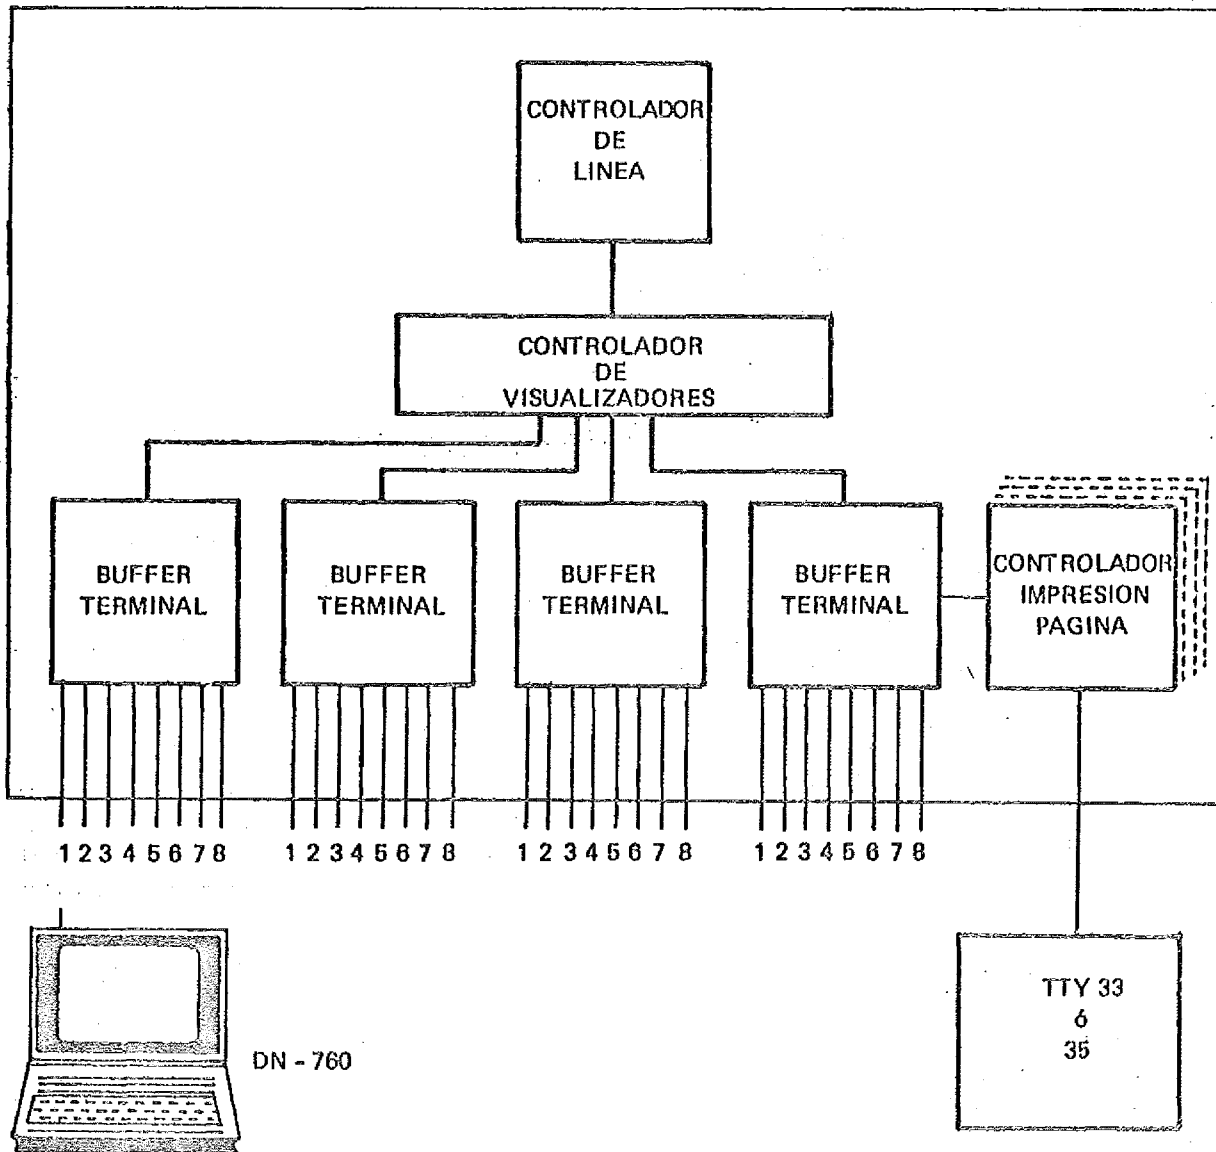 CONTROLADOR
DE
LINEA
CONTROLADOR
DE
VISUALIZADORES
BUFFER
TERMINAL
BUFFER
TERMINAL
BUFFER
TERMINAL
BUFFER
TERMINAL
CONTROLADOR
IMPRESION
PAGINA
1 2 3 4 5 6 7 8
1 2 3 4 5 6 7 8
1 2 3 4 5 6 7 8
1 2 3 4 5 6 7 8
DN - 760
TTY 33
6
35